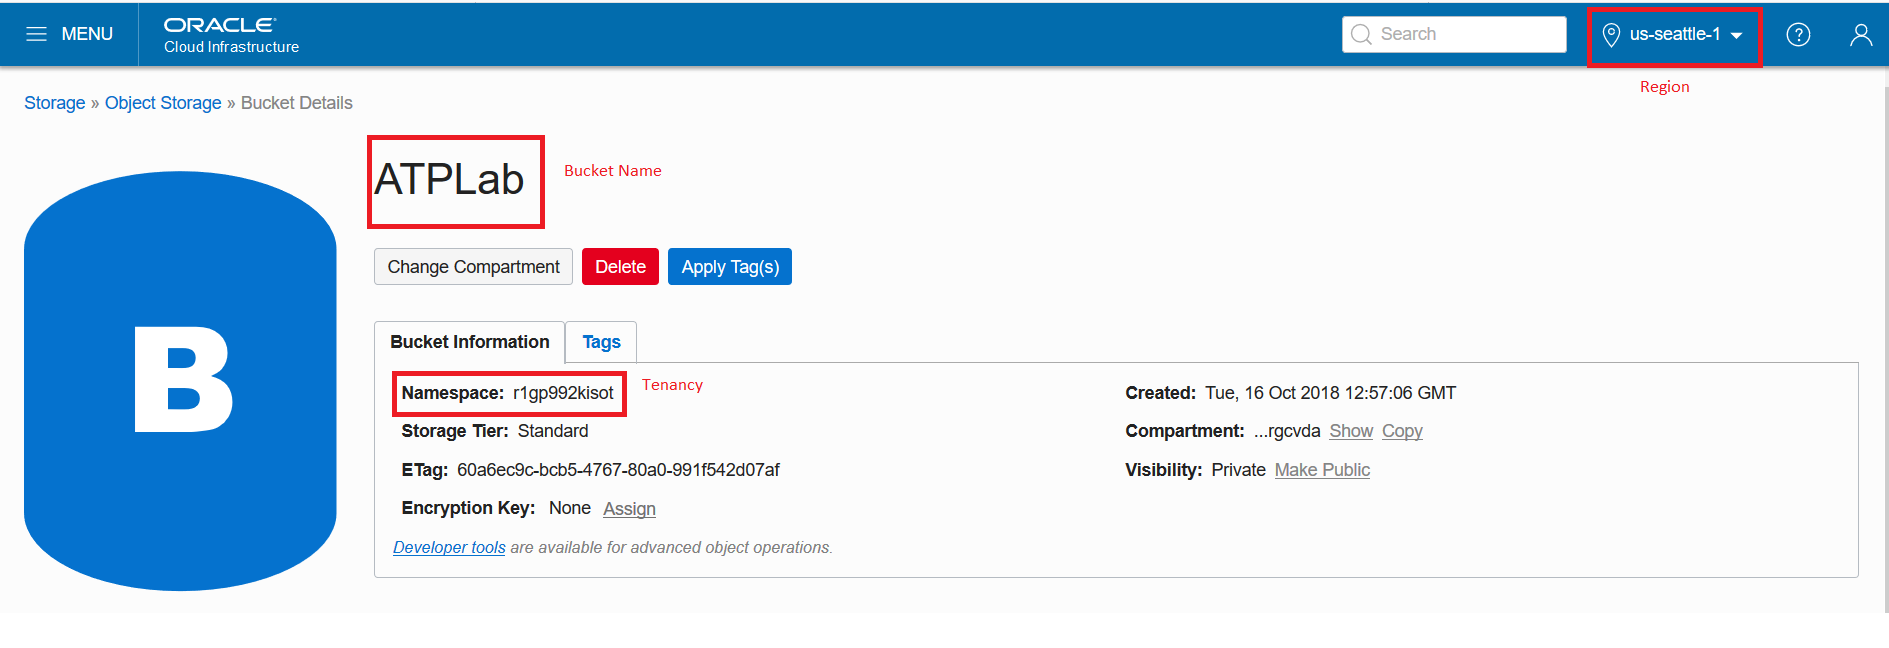 MENU
ORACLE
Cloud Infrastructure
Search
us-seattle-1
?
Region
Storage » Object Storage » Bucket Details
ATPLab
Bucket Name
Change Compartment
Delete
Apply Tag(s)
B
Bucket Information
Tags
Namespace: r1gp992kisot
Tenancy
Created: Tue, 16 Oct 2018 12:57:06 GMT
Storage Tier: Standard
Compartment: ...rgcvda Show Copy
ETag: 60a6ec9c-bcb5-4767-80a0-991f542d07af
Visibility: Private Make Public
Encryption Key: None Assign
Developer tools are available for advanced object operations.